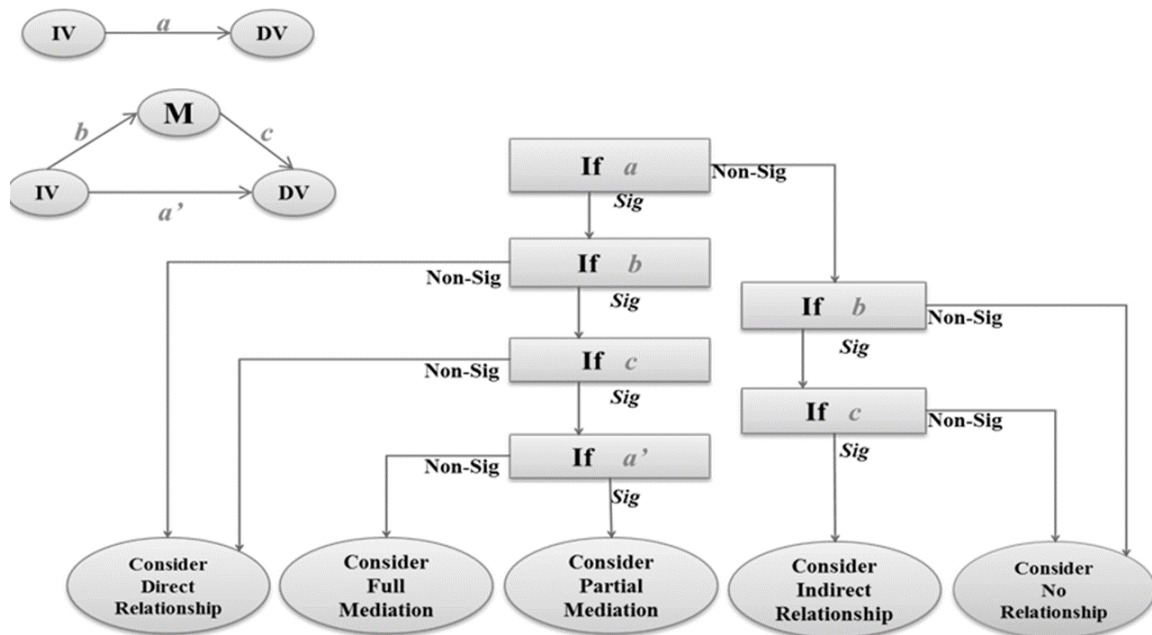 IV a DV
M
b c
IV DV
a’
If a
Non-Sig
Sig
If b
Non-Sig
Sig
If b
Non-Sig
Sig
If c
Non-Sig
Sig
If c
Non-Sig
Sig
If a’
Non-Sig
Sig
Consider
Direct
Relationship
Consider
Full
Mediation
Consider
Partial
Mediation
Consider
Indirect
Relationship
Consider
No
Relationship